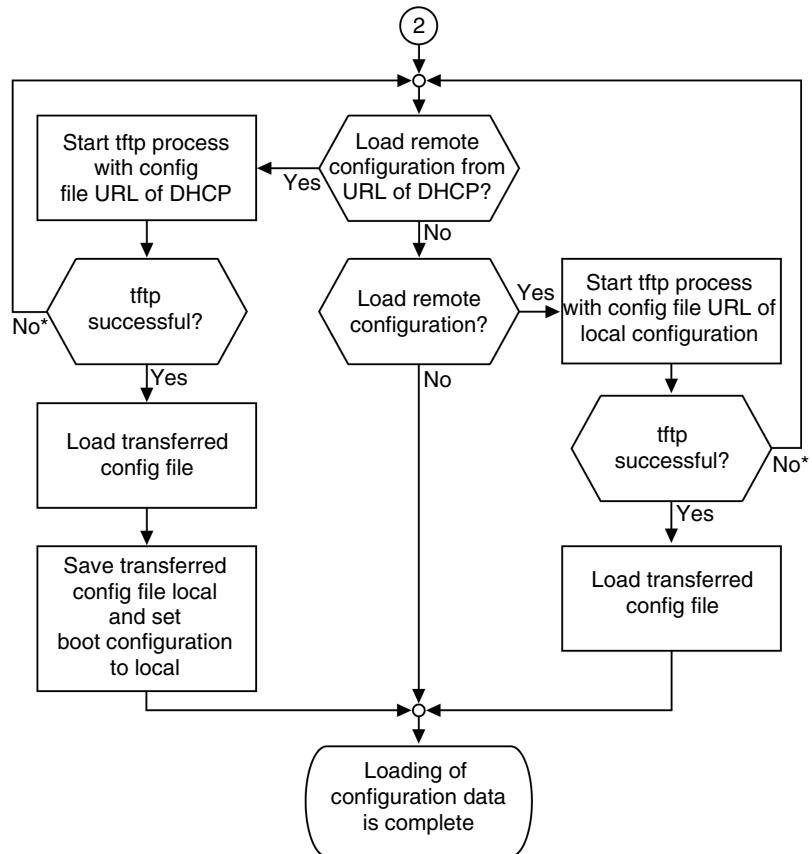 2
Load remote
configuration from
URL of DHCP?
Yes
Start tftp process
with config
file URL of DHCP
No
tftp
successful?
No*
Yes
Load transferred
config file
Save transferred
config file local
and set
boot configuration
to local
Load remote
configuration?
Yes
No
Start tftp process
with config file URL of
local configuration
tftp
successful?
No*
Yes
Load transferred
config file
Loading of
configuration data
is complete